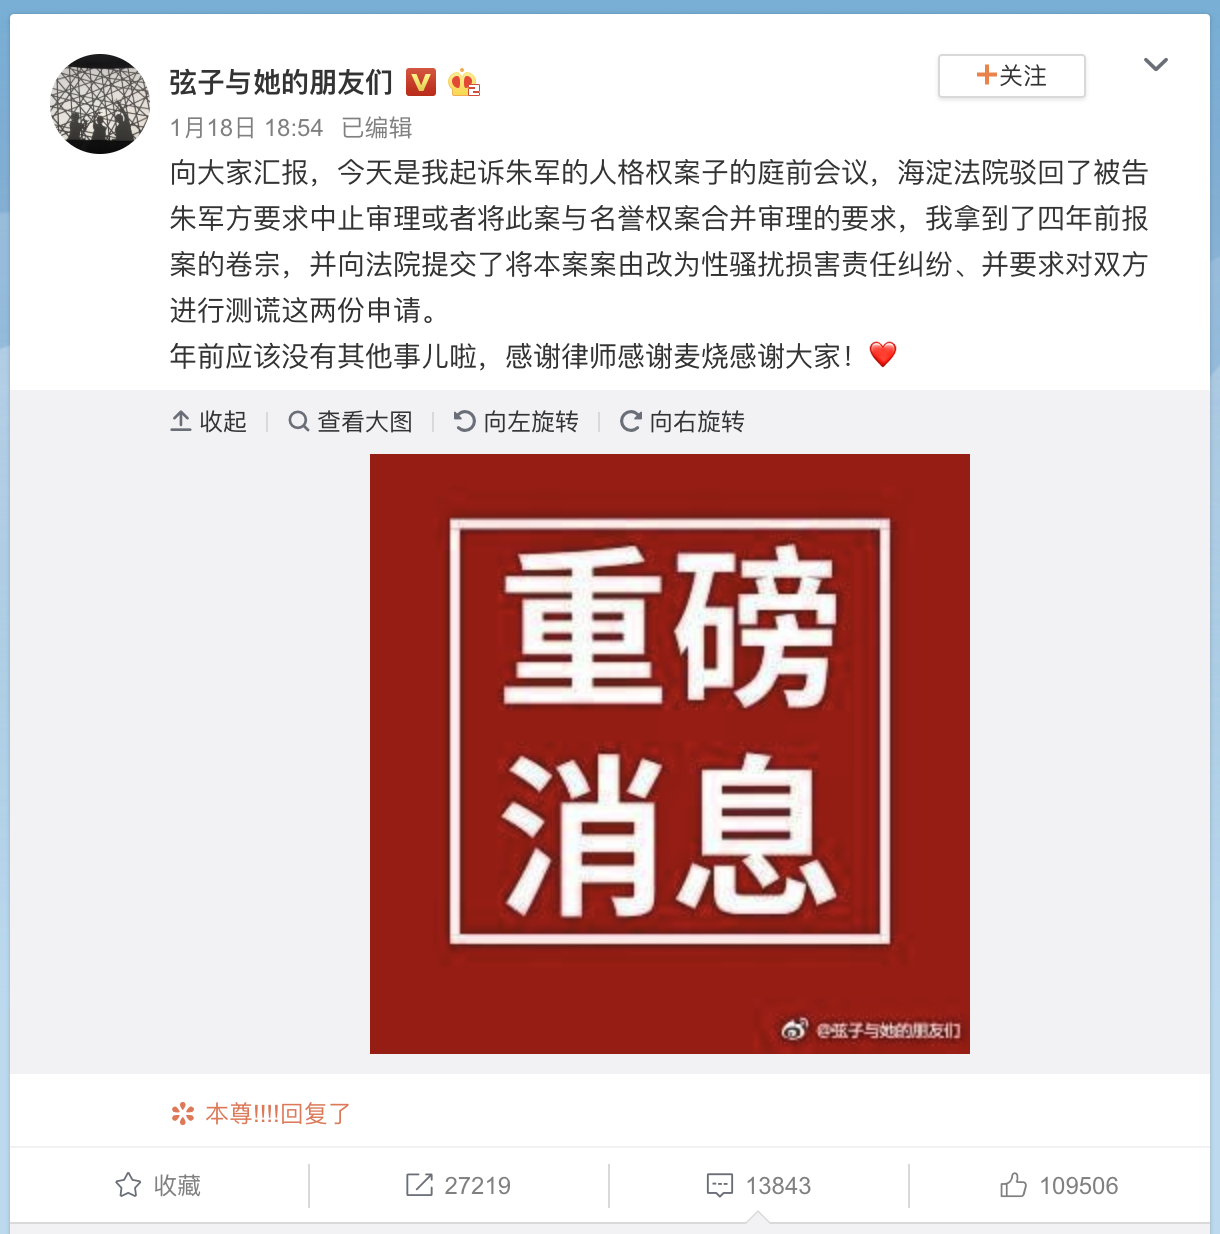 弦子与她的朋友们
+关注
1月18日 18:54 已编辑
向大家汇报，今天是我起诉朱军的人格权案子的庭前会议，海淀法院驳回了被告
朱军方要求中止审理或者将此案与名誉权案合并审理的要求，我拿到了四年前报
案的卷宗，并向法院提交了将本案案由改为性骚扰损害责任纠纷、并要求对双方
进行测谎这两份申请。
年前应该没有其他事儿啦，感谢律师感谢麦烧感谢大家！❤️
收起 查看大图 向左旋转 向右旋转
重磅
消息
@弦子与她的朋友们
本尊!!!!回复了
收藏 27219 13843 109506